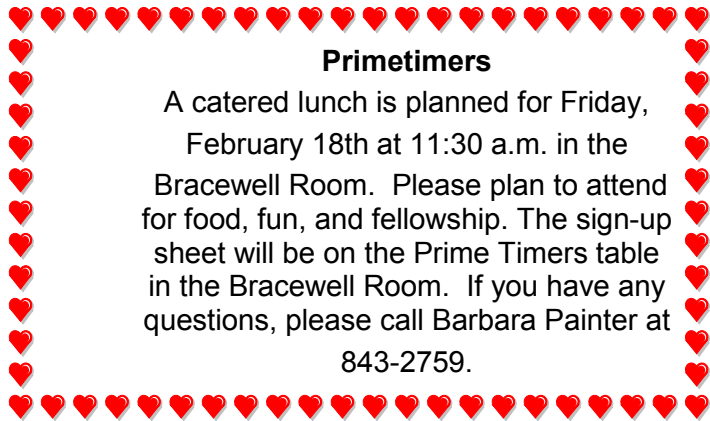 Primetimers
A catered lunch is planned for Friday,
February 18th at 11:30 a.m. in the
Bracewell Room.  Please plan to attend
for food, fun, and fellowship. The sign-up
sheet will be on the Prime Timers table
in the Bracewell Room.  If you have any
questions, please call Barbara Painter at
843-2759.